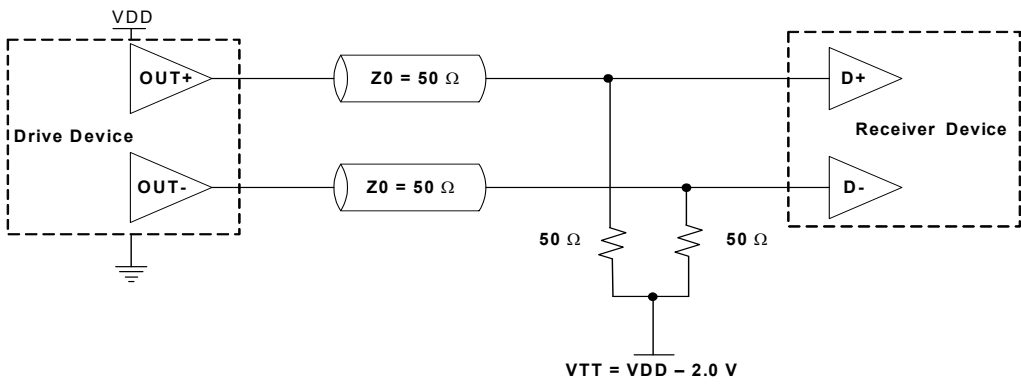 VDD
OUT+
Z0 = 50 Ω
D+
Drive Device
Receiver Device
OUT-
Z0 = 50 Ω
D-
50 Ω
50 Ω
VTT = VDD – 2.0 V